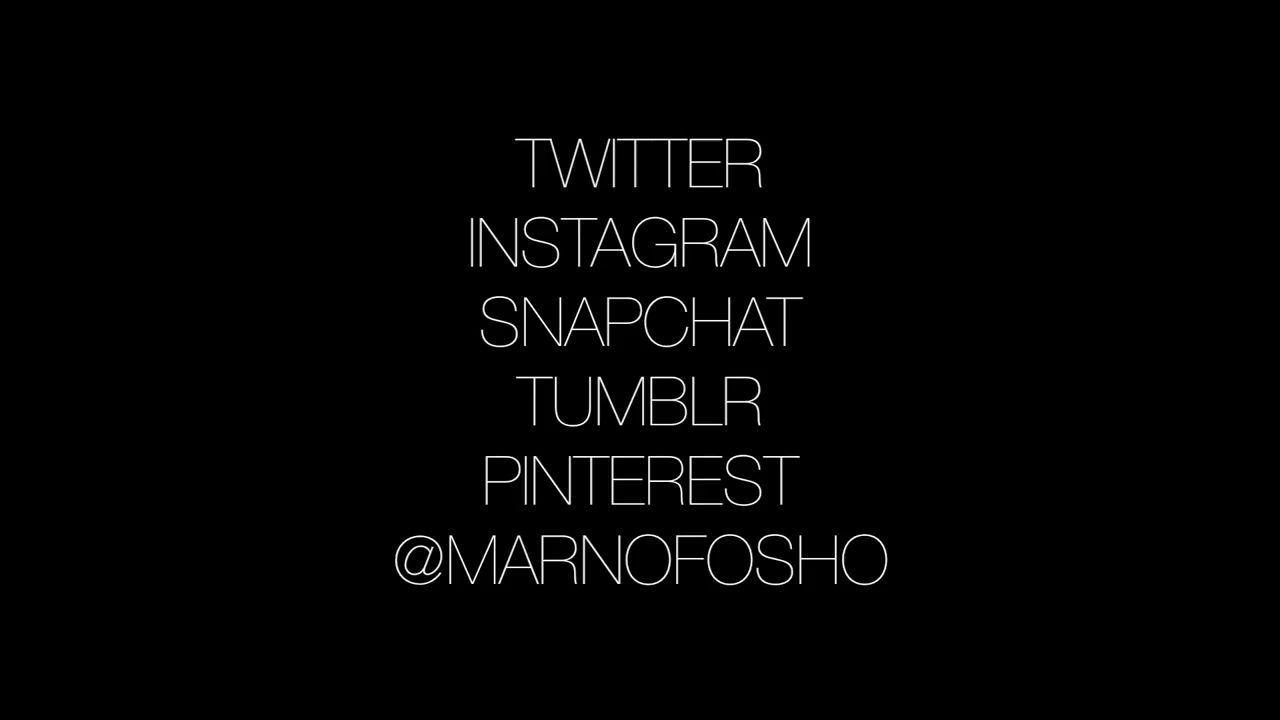 TWITTER
INSTAGRAM
SNAPCHAT
TUMBLR
PINTEREST
@MARNOFOSHO